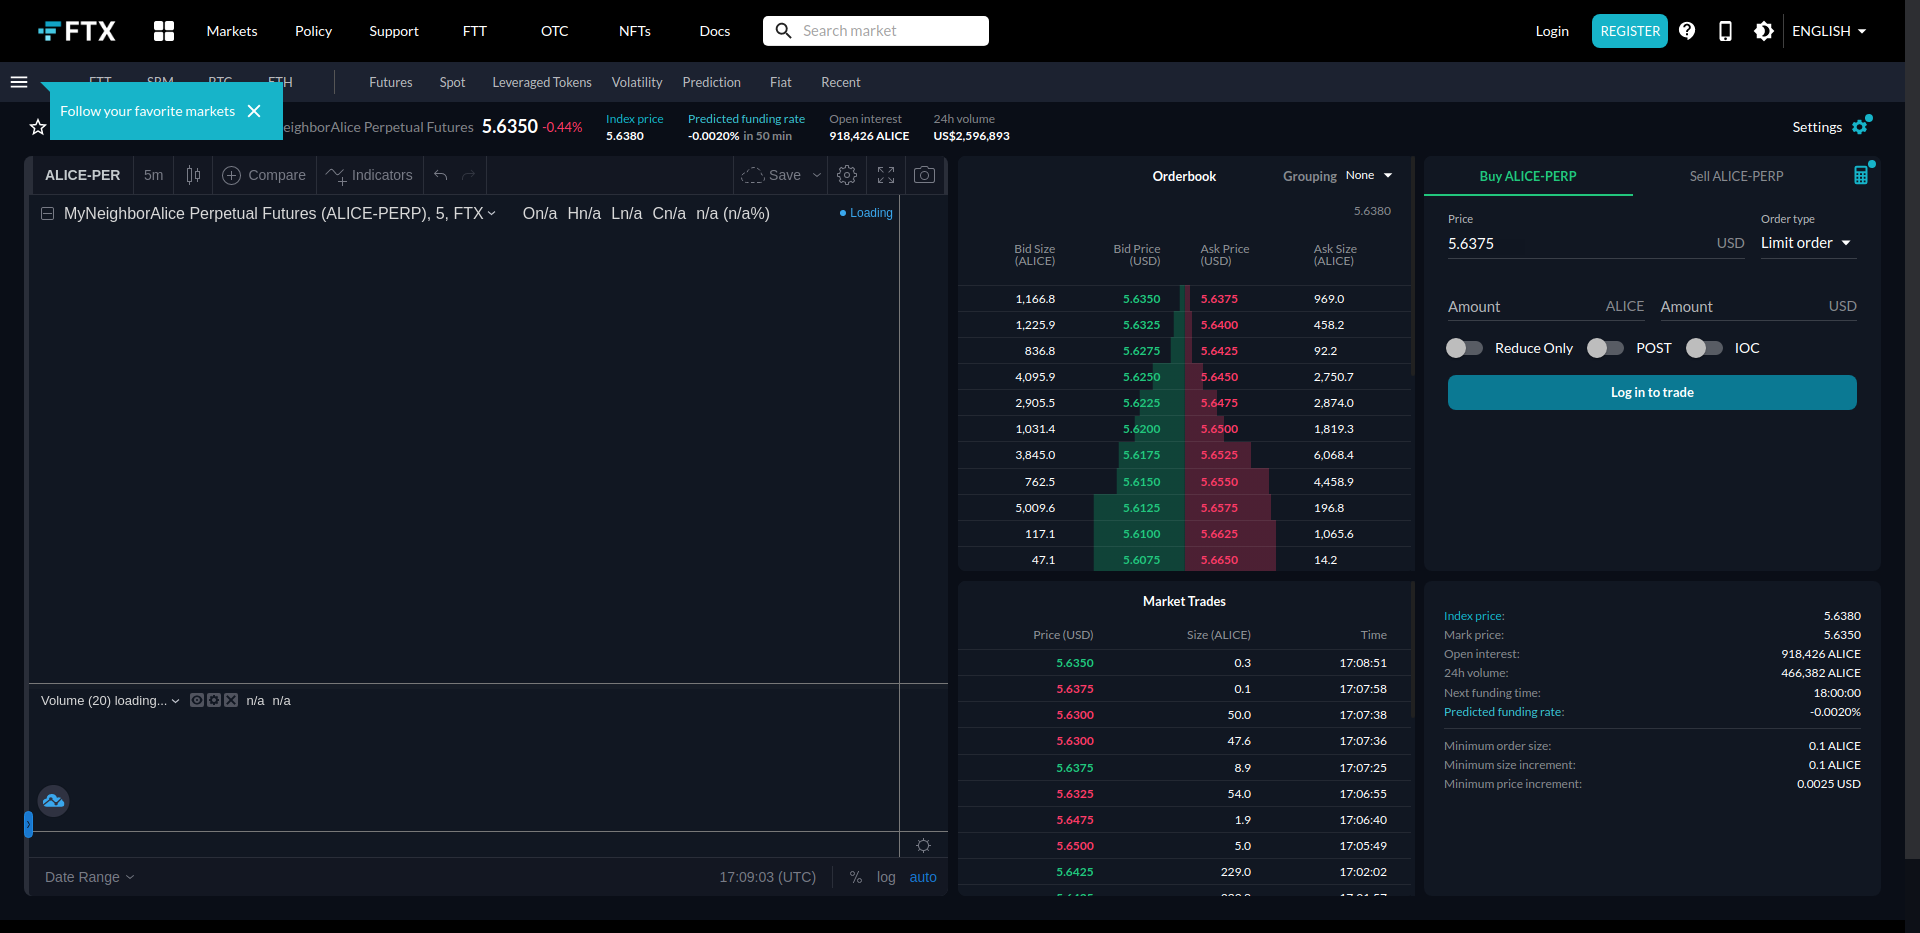 FTX
Markets
Policy
Support
FTT
OTC
NFTs
Docs
Search market
Login
REGISTER
ENGLISH
FTT
SRM
BTC
ETH
Futures
Spot
Leveraged Tokens
Volatility
Prediction
Fiat
Recent
Follow your favorite markets
eighborAlice Perpetual Futures
5.6350 -0.44%
Index price
5.6380
Predicted funding rate
-0.0020% in 50 min
Open interest
918,426 ALICE
24h volume
US$2,596,893
Settings
ALICE-PER
5m
Compare
Indicators
Save
MyNeighborAlice Perpetual Futures (ALICE-PERP), 5, FTX
On/a Hn/a Ln/a Cn/a n/a (n/a%)
Loading
Volume (20) loading...
n/a n/a
Date Range
17:09:03 (UTC)
%
log
auto
Orderbook
Grouping None
5.6380
Bid Size (ALICE) Bid Price (USD) Ask Price (USD) Ask Size (ALICE)
1,166.8 5.6350 5.6375 969.0
1,225.9 5.6325 5.6400 458.2
836.8 5.6275 5.6425 92.2
4,095.9 5.6250 5.6450 2,750.7
2,905.5 5.6225 5.6475 2,874.0
1,031.4 5.6200 5.6500 1,819.3
3,845.0 5.6175 5.6525 6,068.4
762.5 5.6150 5.6550 4,458.9
5,009.6 5.6125 5.6575 196.8
117.1 5.6100 5.6625 1,065.6
47.1 5.6075 5.6650 14.2
Market Trades
Price (USD) Size (ALICE) Time
5.6350 0.3 17:08:51
5.6375 0.1 17:07:58
5.6300 50.0 17:07:38
5.6300 47.6 17:07:36
5.6375 8.9 17:07:25
5.6325 54.0 17:06:55
5.6475 1.9 17:06:40
5.6500 5.0 17:05:49
5.6425 229.0 17:02:02
Buy ALICE-PERP
Sell ALICE-PERP
Price
Order type
5.6375 USD
Limit order
Amount ALICE
Amount USD
Reduce Only
POST
IOC
Log in to trade
Index price: 5.6380
Mark price: 5.6350
Open interest: 918,426 ALICE
24h volume: 466,382 ALICE
Next funding time: 18:00:00
Predicted funding rate: -0.0020%
Minimum order size: 0.1 ALICE
Minimum size increment: 0.1 ALICE
Minimum price increment: 0.0025 USD